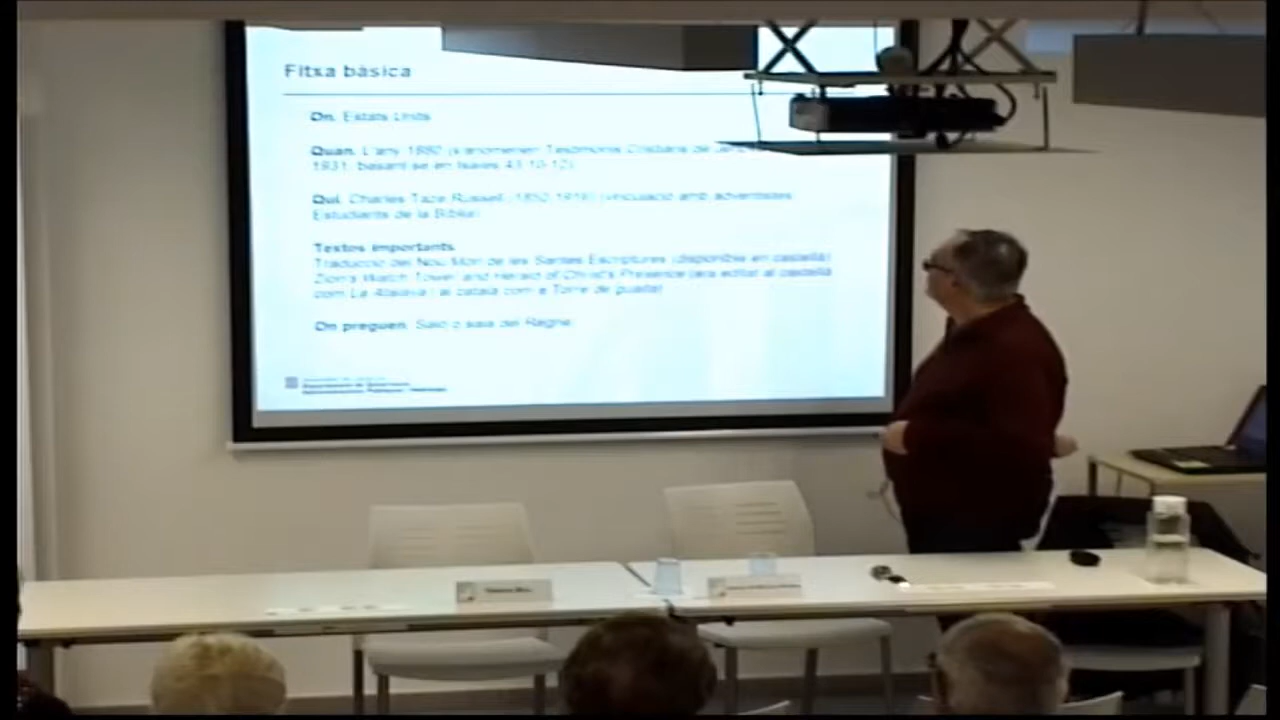 Fitxa bàsica
On. Estats Units
Quan. L'any 1880 (s'anomenen Testimonis Cristians de
1931, basant-se en Isaïes 43,10-12)
Qui. Charles Taze Russell (1852-1916) (vinculació amb adventistes
Estudiants de la Bíblia)
Textos importants
Traducció del Nou Món de les Santes Escriptures (disponible en castellà)
Zion's Watch Tower and Herald of Christ's Presence (era editat al castellà
com La Atalaya i al català com a Torre de guaita)
On preguen. Saló o sala del Regne